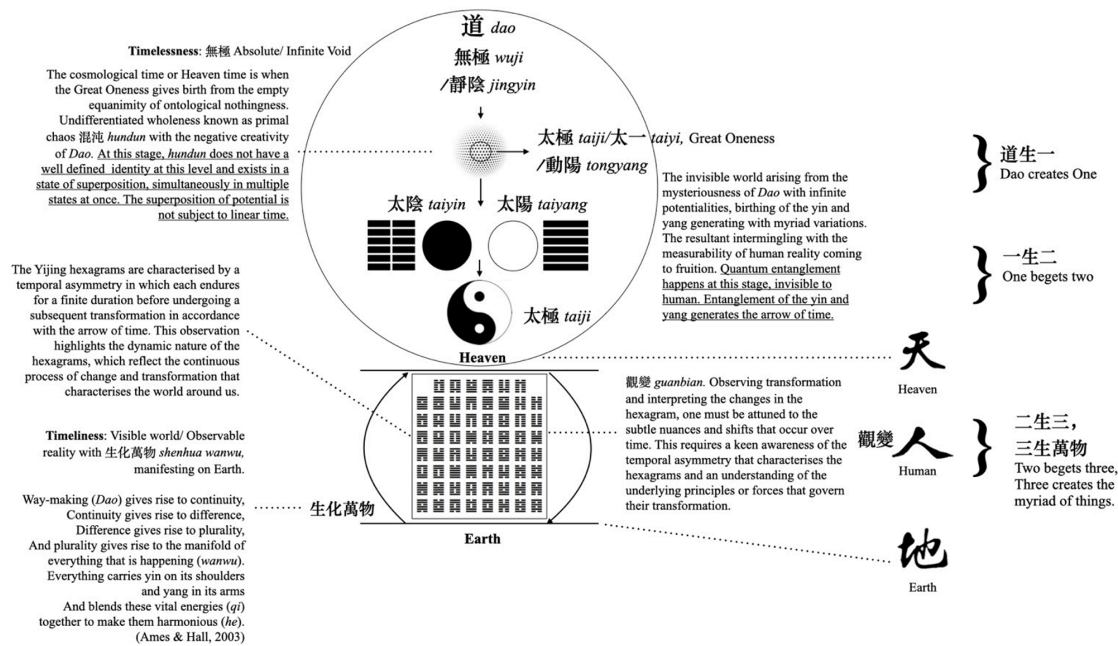 道 dao
無極 wuji
/靜陰 jingyin
太極 taiji/太一 taiyi, Great Oneness
/動陽 tongyang
太陰 taiyin
太陽 taiyang
太極 taiji
Heaven
Timelessness: 無極 Absolute/ Infinite Void
The cosmological time or Heaven time is when
the Great Oneness gives birth from the empty
equanimity of ontological nothingness.
Undifferentiated wholeness known as primal
chaos 混沌 hundun with the negative creativity
of Dao. At this stage, hundun does not have a
well defined identity at this level and exists in a
state of superposition, simultaneously in multiple
states at once. The superposition of potential is
not subject to linear time.
The invisible world arising from the
mysteriousness of Dao with infinite
potentialities, birthing of the yin and
yang generating with myriad variations.
The resultant intermingling with the
measurability of human reality coming
to fruition. Quantum entanglement
happens at this stage, invisible to
human. Entanglement of the yin and
yang generates the arrow of time.
The Yijing hexagrams are characterised by a
temporal asymmetry in which each endures
for a finite duration before undergoing a
subsequent transformation in accordance
with the arrow of time. This observation
highlights the dynamic nature of the
hexagrams, which reflect the continuous
process of change and transformation that
characterises the world around us.
Timeliness: Visible world/ Observable
reality with 生化萬物 shenhua wanwu,
manifesting on Earth.
Way-making (Dao) gives rise to continuity,
Continuity gives rise to difference,
Difference gives rise to plurality,
And plurality gives rise to the manifold of
everything that is happening (wanwu).
Everything carries yin on its shoulders
and yang in its arms
And blends these vital energies (qi)
together to make them harmonious (he).
(Ames & Hall, 2003)
生化萬物
Earth
觀變 guanbian. Observing transformation
and interpreting the changes in the
hexagram, one must be attuned to the
subtle nuances and shifts that occur over
time. This requires a keen awareness of the
temporal asymmetry that characterises the
hexagrams and an understanding of the
underlying principles or forces that govern
their transformation.
天
Heaven
觀變
人
Human
地
Earth
道生一
Dao creates One
一生二
One begets two
二生三，
三生萬物
Two begets three,
Three creates the
myriad of things.